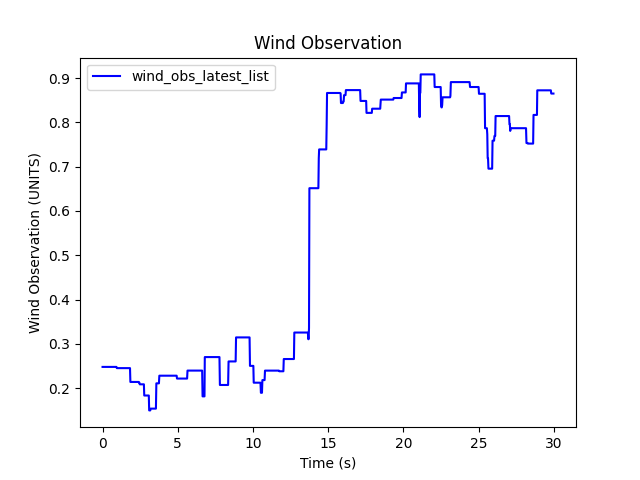 Wind Observation
wind_obs_latest_list
Wind Observation (UNITS)
0.9
0.8
0.7
0.6
0.5
0.4
0.3
0.2
0 5 10 15 20 25 30
Time (s)